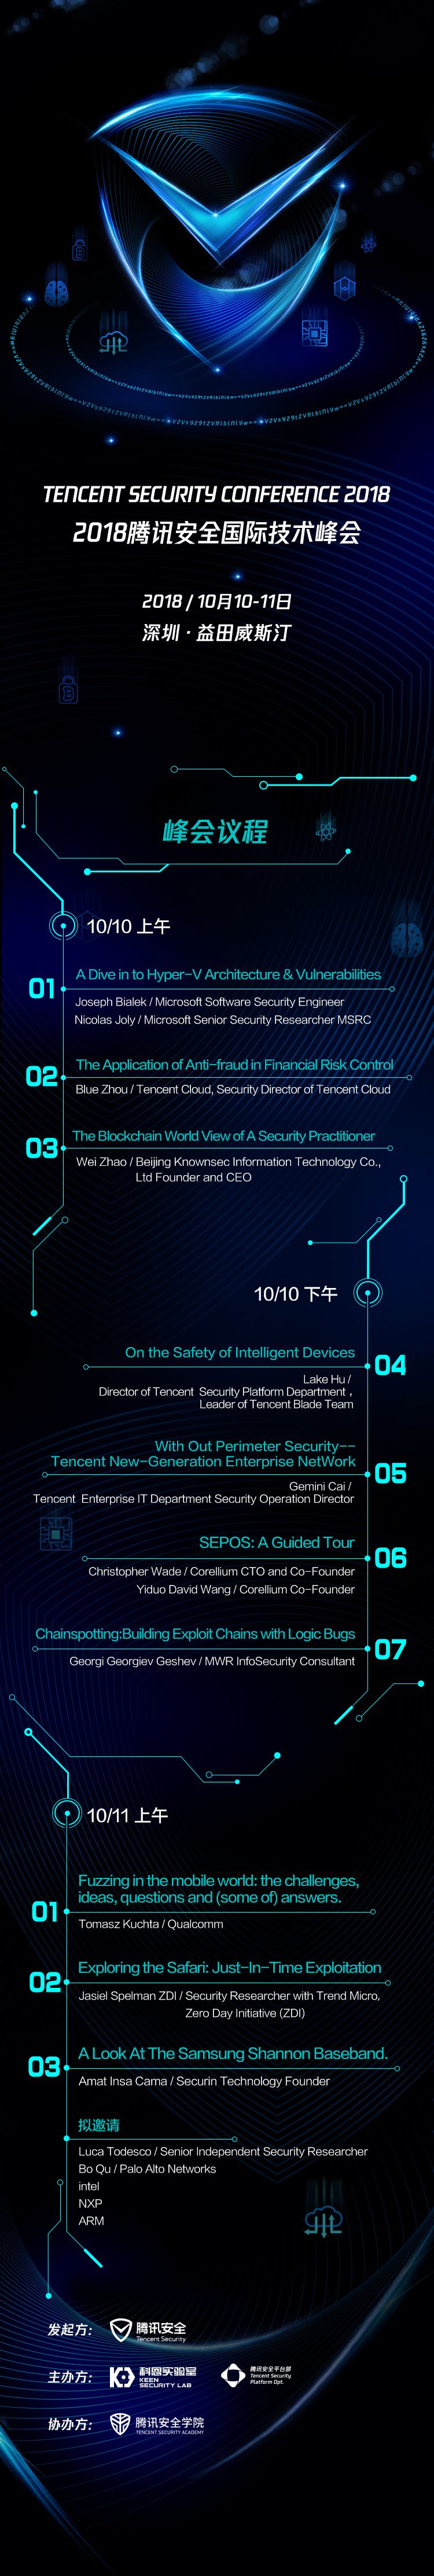 TENCENT SECURITY CONFERENCE 2018
2018腾讯安全国际技术峰会
2018 / 10月10-11日
深圳 · 益田威斯汀
峰会议程
10/10 上午
01
A Dive in to Hyper-V Architecture & Vulnerabilities
Joseph Bialek / Microsoft Software Security Engineer
Nicolas Joly / Microsoft Senior Security Researcher MSRC
02
The Application of Anti-fraud in Financial Risk Control
Blue Zhou / Tencent Cloud, Security Director of Tencent Cloud
03
The Blockchain World View of A Security Practitioner
Wei Zhao / Beijing Knownsec Information Technology Co.,
Ltd Founder and CEO
10/10 下午
On the Safety of Intelligent Devices
04
Lake Hu /
Director of Tencent Security Platform Department ,
Leader of Tencent Blade Team
With Out Perimeter Security--
Tencent New-Generation Enterprise NetWork
05
Gemini Cai /
Tencent Enterprise IT Department Security Operation Director
SEPOS: A Guided Tour
06
Christopher Wade / Corellium CTO and Co-Founder
Yiduo David Wang / Corellium Co-Founder
Chainspotting:Building Exploit Chains with Logic Bugs
07
Georgi Georgiev Geshev / MWR InfoSecurity Consultant
10/11 上午
Fuzzing in the mobile world: the challenges,
ideas, questions and (some of) answers.
01
Tomasz Kuchta / Qualcomm
Exploring the Safari: Just-In-Time Exploitation
02
Jasiel Spelman ZDI / Security Researcher with Trend Micro,
Zero Day Initiative (ZDI)
A Look At The Samsung Shannon Baseband.
03
Amat Insa Cama / Securin Technology Founder
拟邀请
Luca Todesco / Senior Independent Security Researcher
Bo Qu / Palo Alto Networks
intel
NXP
ARM
发起方：
腾讯安全
Tencent Security
主办方：
科恩实验室
KEEN
SECURITY LAB
腾讯安全平台部
Tencent Security
Platform Dpt.
协办方：
腾讯安全学院
TENCENT SECURITY ACADEMY